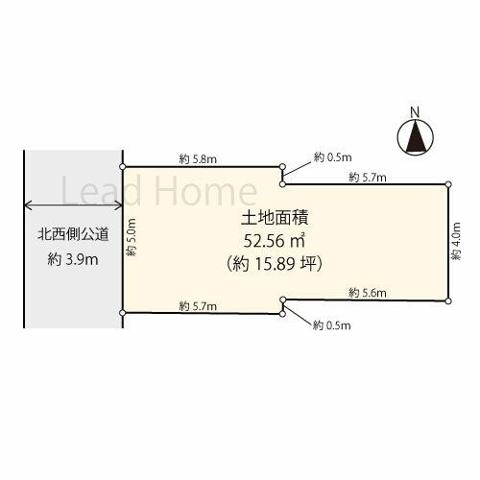 N
約 5.8m
約 0.5m
約 5.7m
Lead Home
北西側公道
約 3.9m
約 5.0m
土地面積
52.56 ㎡
（約 15.89 坪）
約 4.0m
約 5.7m
約 5.6m
約 0.5m